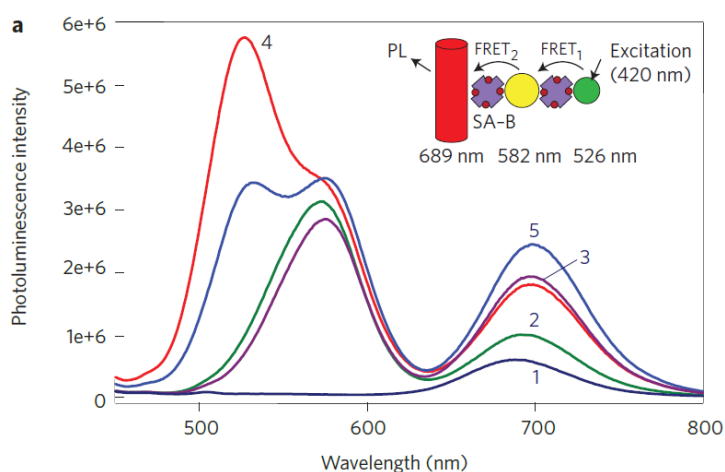 a
6e+6
5e+6
4e+6
3e+6
2e+6
1e+6
0
Photoluminescence intensity
4
5
3
2
1
PL
FRET2
FRET1
Excitation
(420 nm)
SA-B
689 nm 582 nm 526 nm
500 600 700 800
Wavelength (nm)